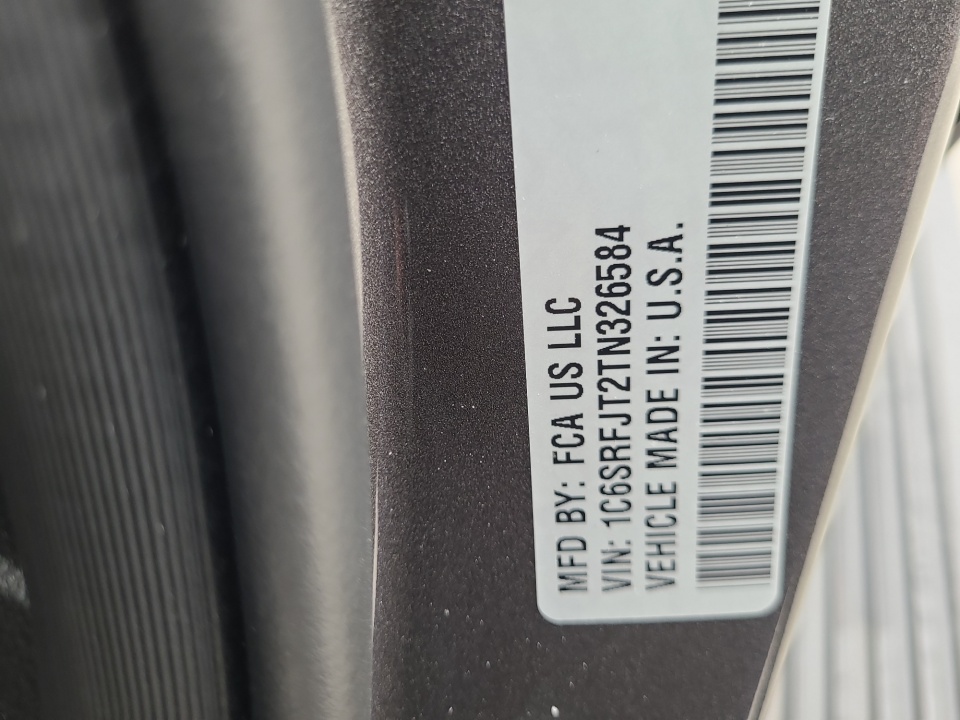 MFD BY: FCA US LLC
VIN: 1C6SRFJT2TN326584
VEHICLE MADE IN: U.S.A.